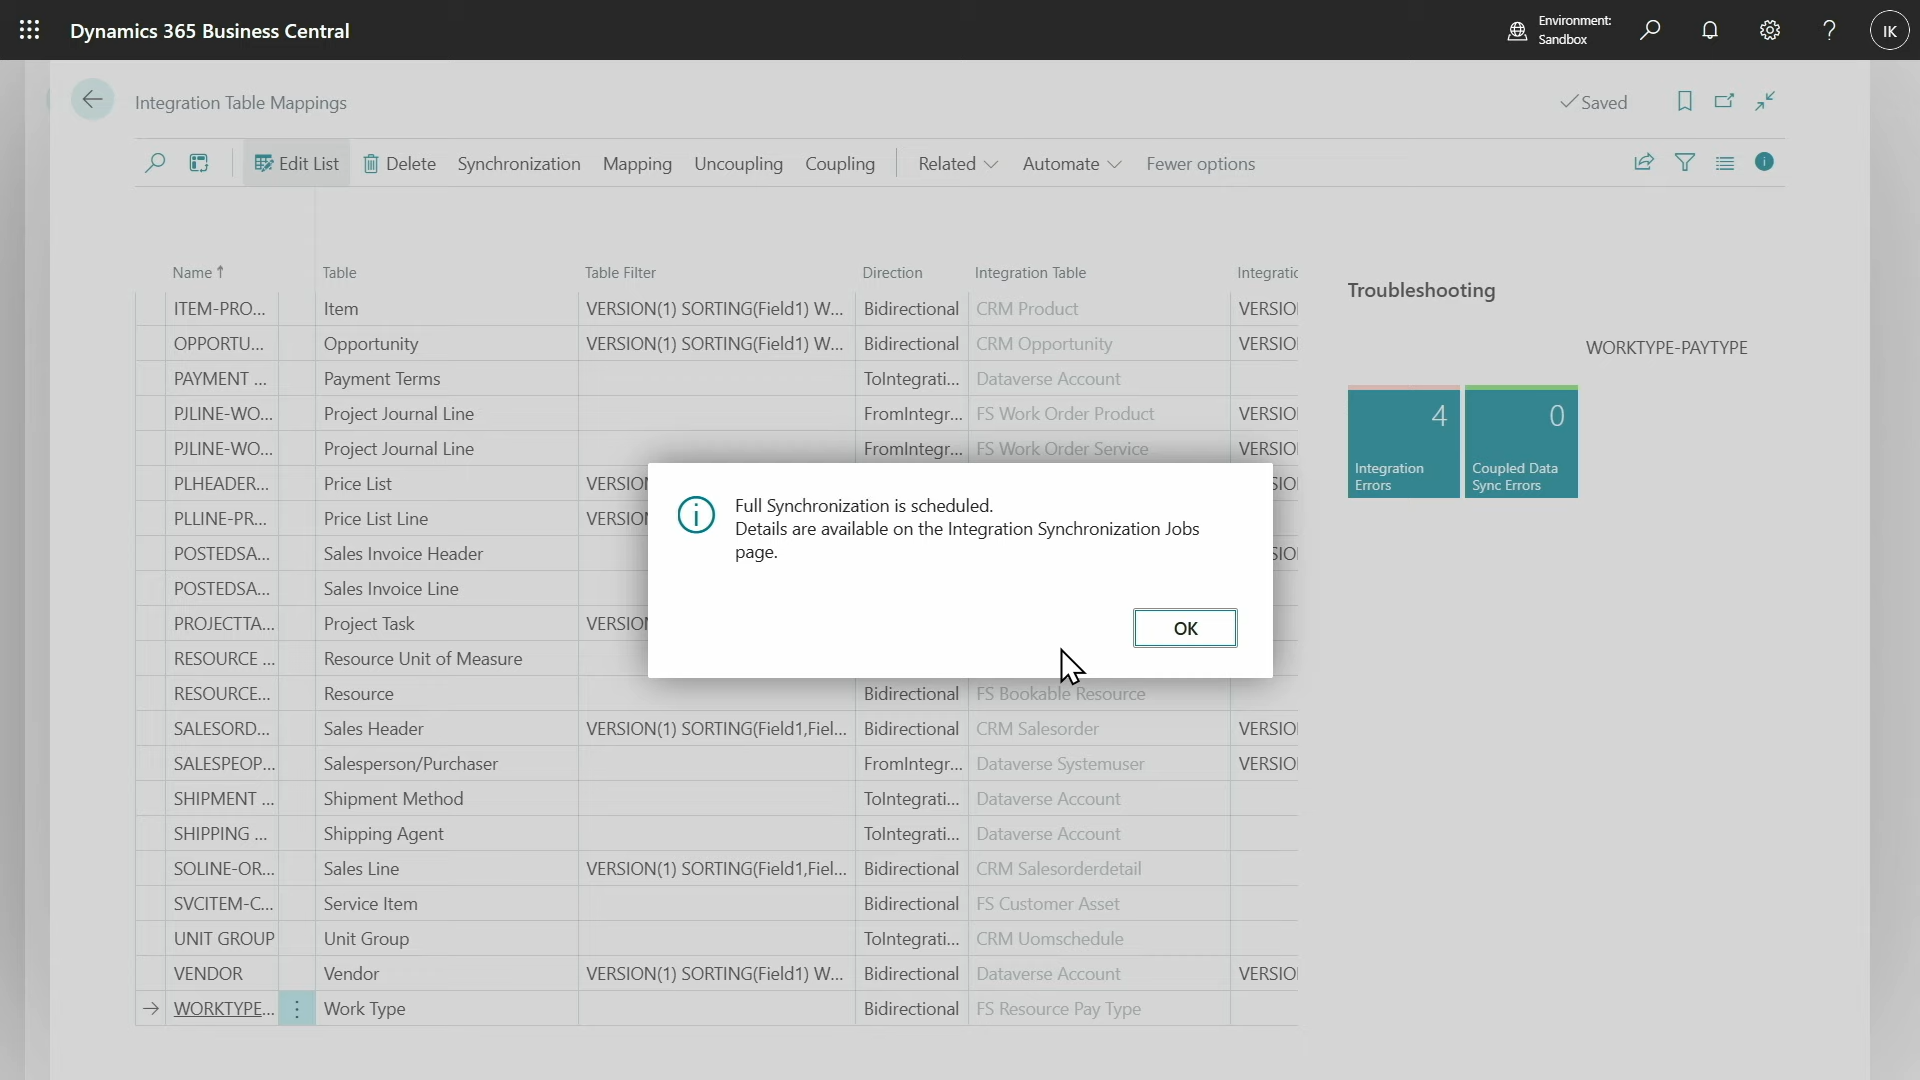 Dynamics 365 Business Central
Environment:
Sandbox
IK
Integration Table Mappings
Saved
Edit List Delete Synchronization Mapping Uncoupling Coupling Related Automate Fewer options
Name ↑ Table Table Filter Direction Integration Table Integratic
ITEM-PRO... Item VERSION(1) SORTING(Field1) W... Bidirectional CRM Product VERSIO
OPPORTU... Opportunity VERSION(1) SORTING(Field1) W... Bidirectional CRM Opportunity VERSIO
PAYMENT ... Payment Terms ToIntegrati... Dataverse Account
PJLINE-WO... Project Journal Line FromIntegr... FS Work Order Product VERSIO
PJLINE-WO... Project Journal Line FromIntegr... FS Work Order Service VERSIO
PLHEADER... Price List VERSIO SIO
PLLINE-PR... Price List Line VERSIO
POSTEDSA... Sales Invoice Header SIO
POSTEDSA... Sales Invoice Line
PROJECTTA... Project Task VERSIO
RESOURCE ... Resource Unit of Measure
RESOURCE... Resource Bidirectional FS Bookable Resource
SALESORD... Sales Header VERSION(1) SORTING(Field1,Fiel... Bidirectional CRM Salesorder VERSIO
SALESPEOP... Salesperson/Purchaser FromIntegr... Dataverse Systemuser VERSIO
SHIPMENT ... Shipment Method ToIntegrati... Dataverse Account
SHIPPING ... Shipping Agent ToIntegrati... Dataverse Account
SOLINE-OR... Sales Line VERSION(1) SORTING(Field1,Fiel... Bidirectional CRM Salesorderdetail
SVCITEM-C... Service Item Bidirectional FS Customer Asset
UNIT GROUP Unit Group ToIntegrati... CRM Uomschedule
VENDOR Vendor VERSION(1) SORTING(Field1) W... Bidirectional Dataverse Account VERSIO
WORKTYPE... Work Type Bidirectional FS Resource Pay Type
Full Synchronization is scheduled.
Details are available on the Integration Synchronization Jobs
page.
OK
Troubleshooting
WORKTYPE-PAYTYPE
4
Integration
Errors
0
Coupled Data
Sync Errors